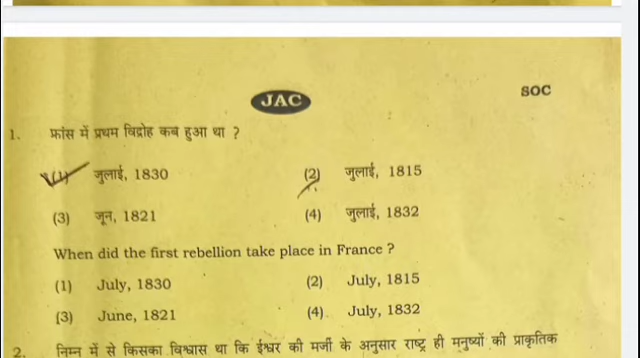 JAC
SOC
1. फ्रांस में प्रथम विद्रोह कब हुआ था ?
(1) जुलाई, 1830 (2) जुलाई, 1815
(3) जून, 1821 (4) जुलाई, 1832
When did the first rebellion take place in France ?
(1) July, 1830 (2) July, 1815
(3) June, 1821 (4) July, 1832
2. निम्न में से किसका विश्वास था कि ईश्वर की मर्जी के अनुसार राष्ट्र ही मनुष्यों की प्राकृतिक